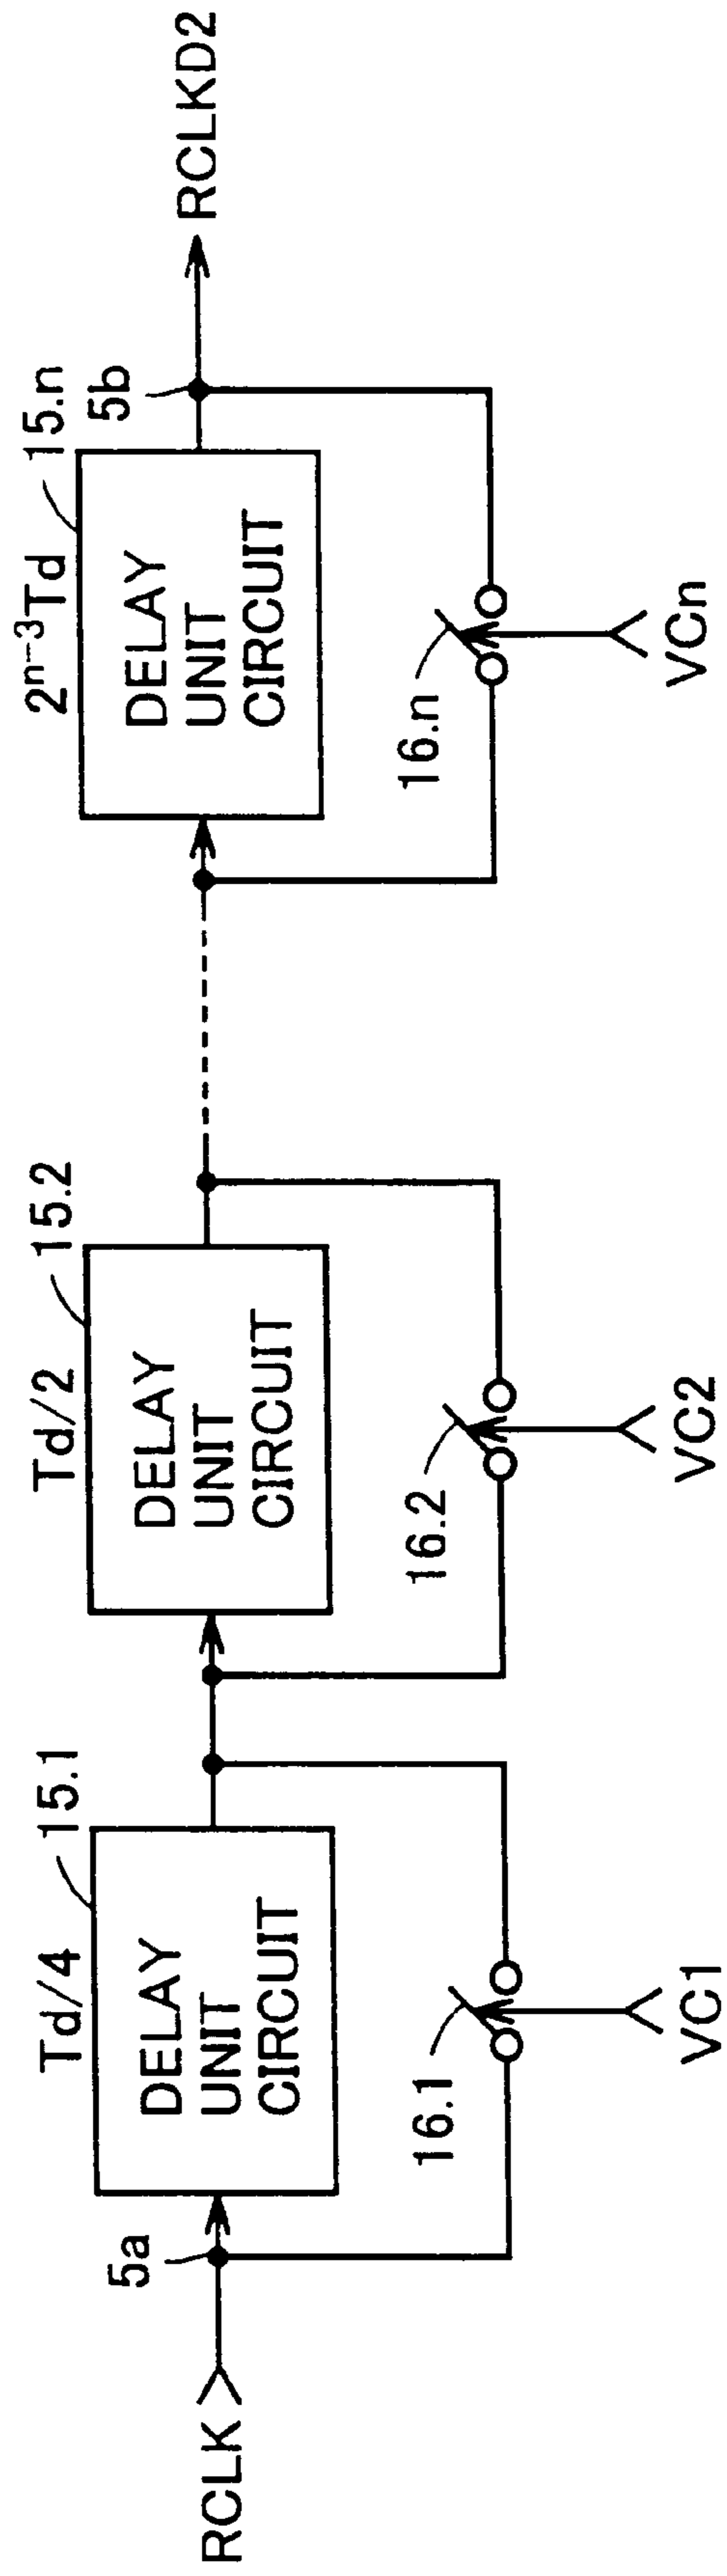 RCLK
5a
Td/4
15.1
DELAY
UNIT
CIRCUIT
16.1
VC1
Td/2
15.2
DELAY
UNIT
CIRCUIT
16.2
VC2
2ⁿ⁻³Td
15.n
DELAY
UNIT
CIRCUIT
16.n
VCn
5b
RCLKD2